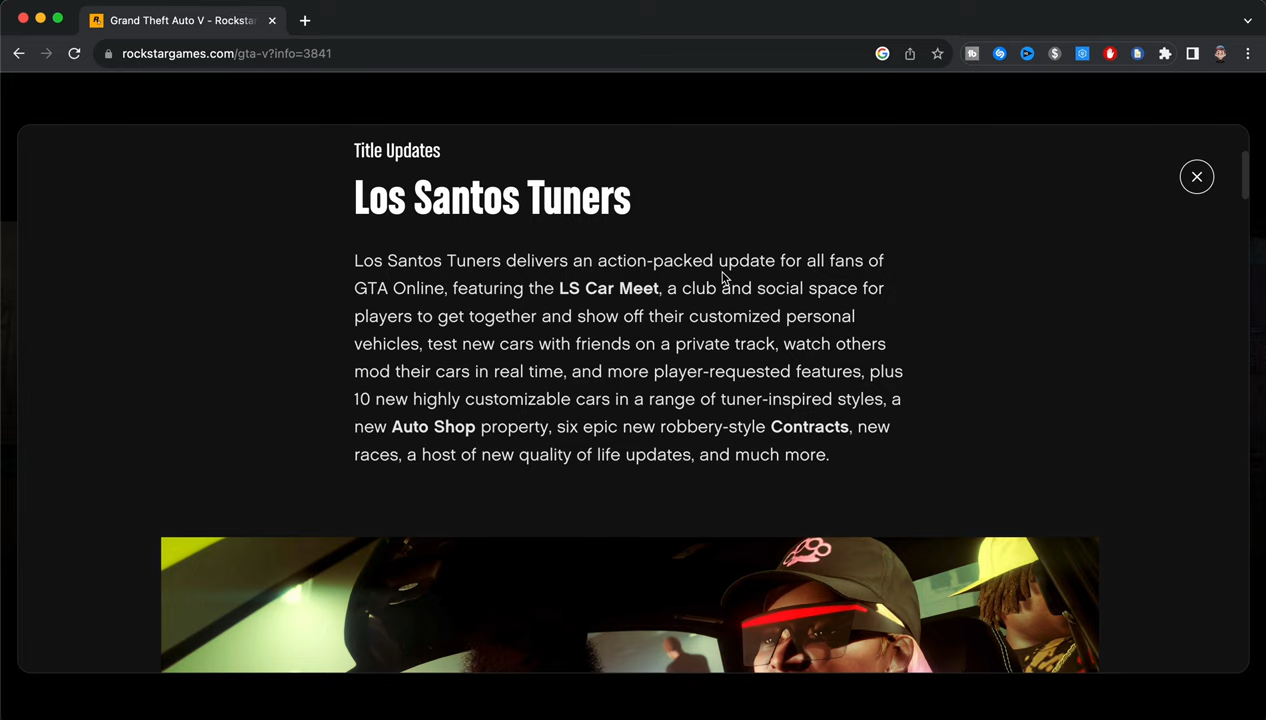 Grand Theft Auto V - Rocksta
rockstargames.com/gta-v?info=3841
Title Updates
Los Santos Tuners
Los Santos Tuners delivers an action-packed update for all fans of
GTA Online, featuring the LS Car Meet, a club and social space for
players to get together and show off their customized personal
vehicles, test new cars with friends on a private track, watch others
mod their cars in real time, and more player-requested features, plus
10 new highly customizable cars in a range of tuner-inspired styles, a
new Auto Shop property, six epic new robbery-style Contracts, new
races, a host of new quality of life updates, and much more.